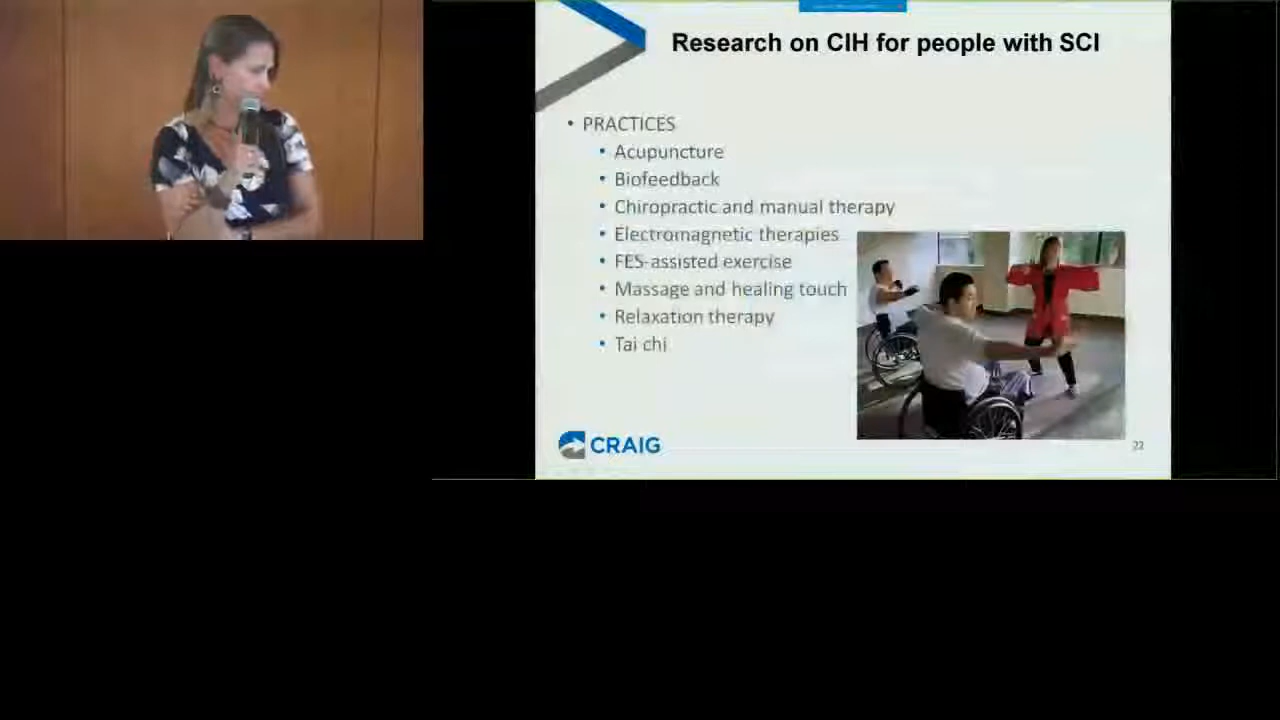 Research on CIH for people with SCI
• PRACTICES
• Acupuncture
• Biofeedback
• Chiropractic and manual therapy
• Electromagnetic therapies
• FES-assisted exercise
• Massage and healing touch
• Relaxation therapy
• Tai chi
CRAIG
22